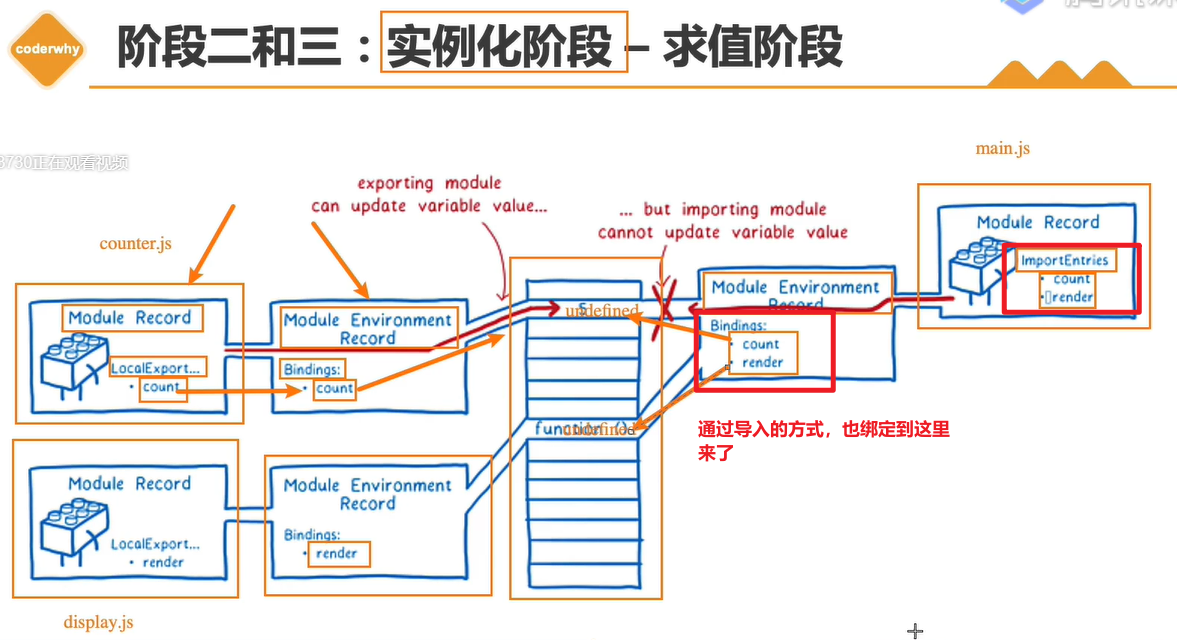 coderwhy
阶段二和三：实例化阶段 – 求值阶段
3730正在观看视频
main.js
exporting module
can update variable value...
... but importing module
cannot update variable value
counter.js
Module Record
LocalExport...
• count
Module Environment
Record
Bindings:
• count
5
undefined
function ()
undefined
Module Environment
Record
Bindings:
count
render
Module Record
ImportEntries
• count
• render
通过导入的方式，也绑定到这里
来了
Module Record
LocalExport...
• render
Module Environment
Record
Bindings:
• render
display.js